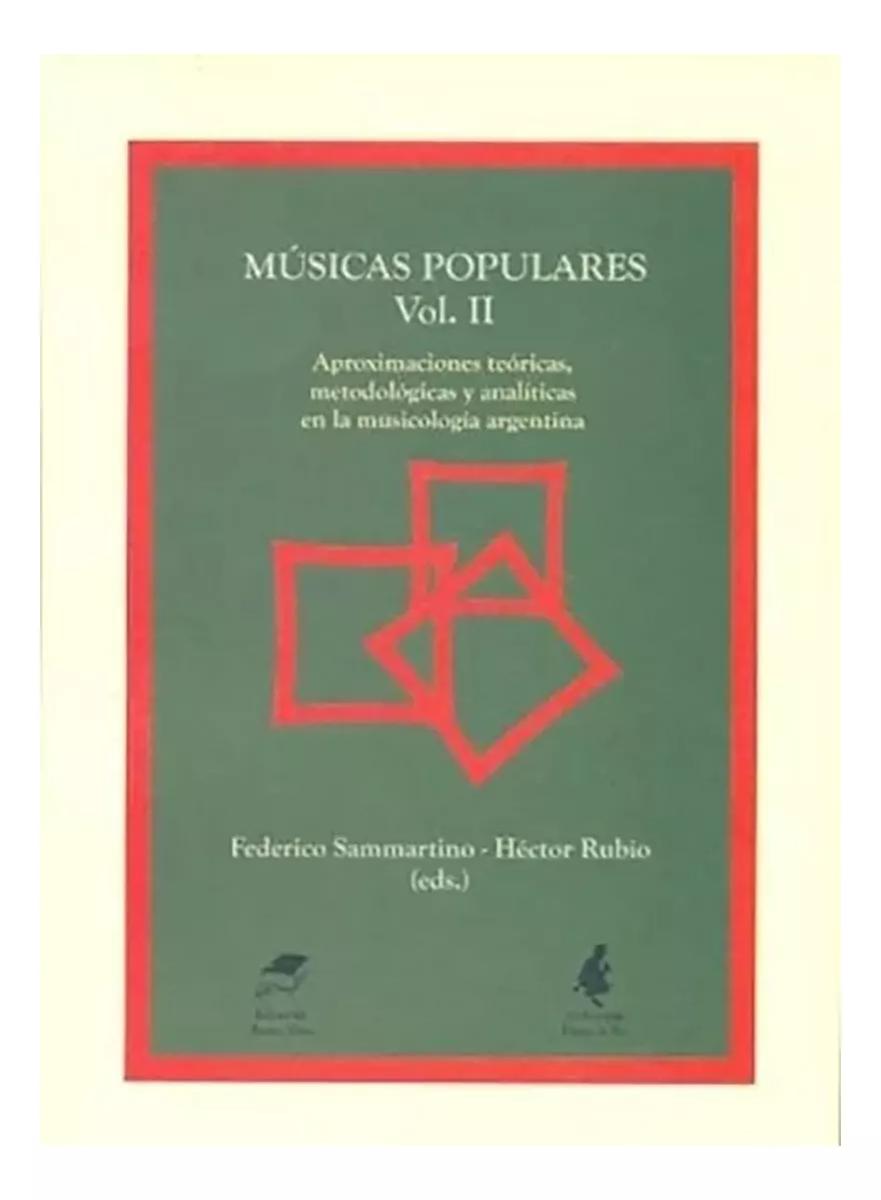 MÚSICAS POPULARES
Vol. II
Aproximaciones teóricas,
metodológicas y analíticas
en la musicología argentina
Federico Sammartino - Héctor Rubio
(eds.)